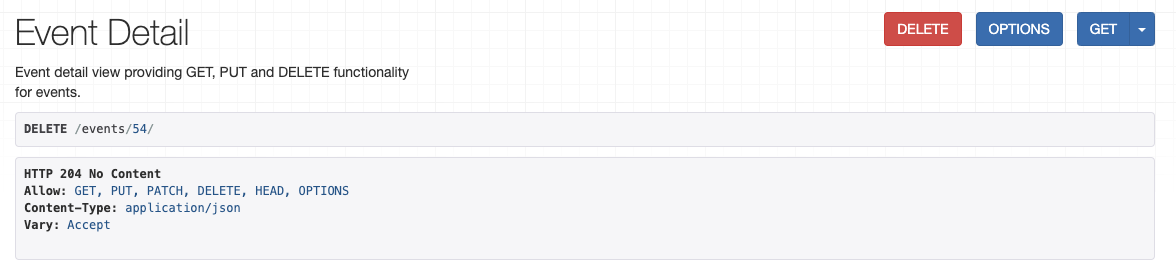 Event Detail
DELETE OPTIONS GET
Event detail view providing GET, PUT and DELETE functionality
for events.
DELETE /events/54/
HTTP 204 No Content
Allow: GET, PUT, PATCH, DELETE, HEAD, OPTIONS
Content-Type: application/json
Vary: Accept